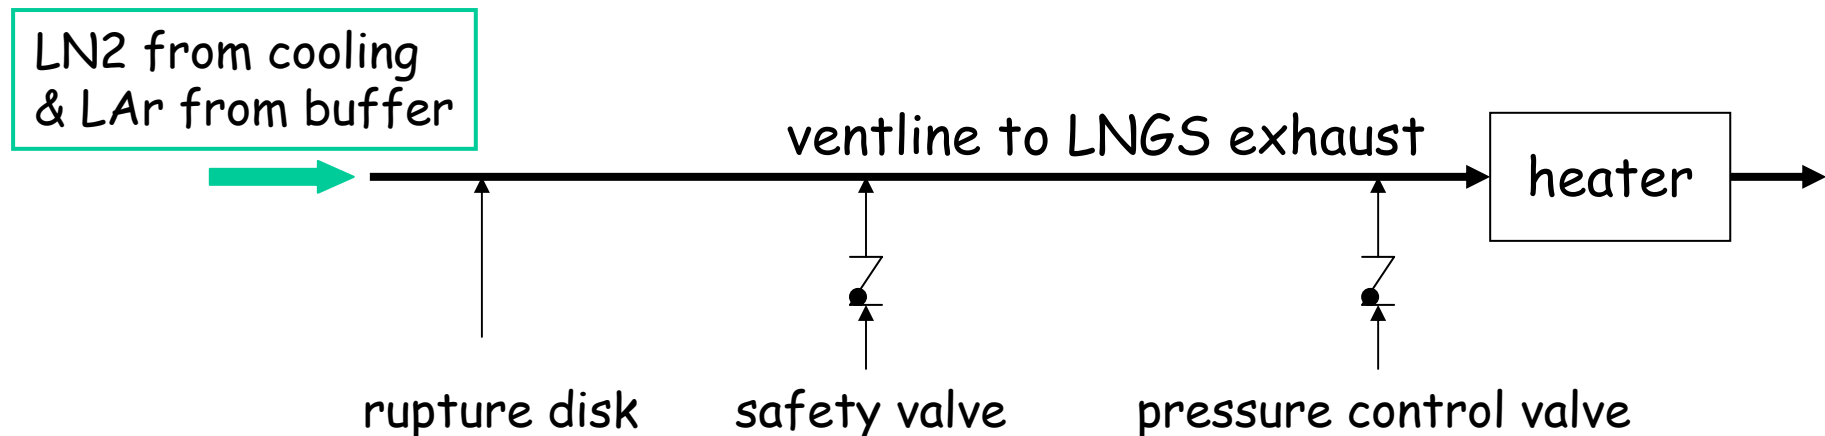 LN2 from cooling
& LAr from buffer
ventline to LNGS exhaust
heater
rupture disk
safety valve
pressure control valve